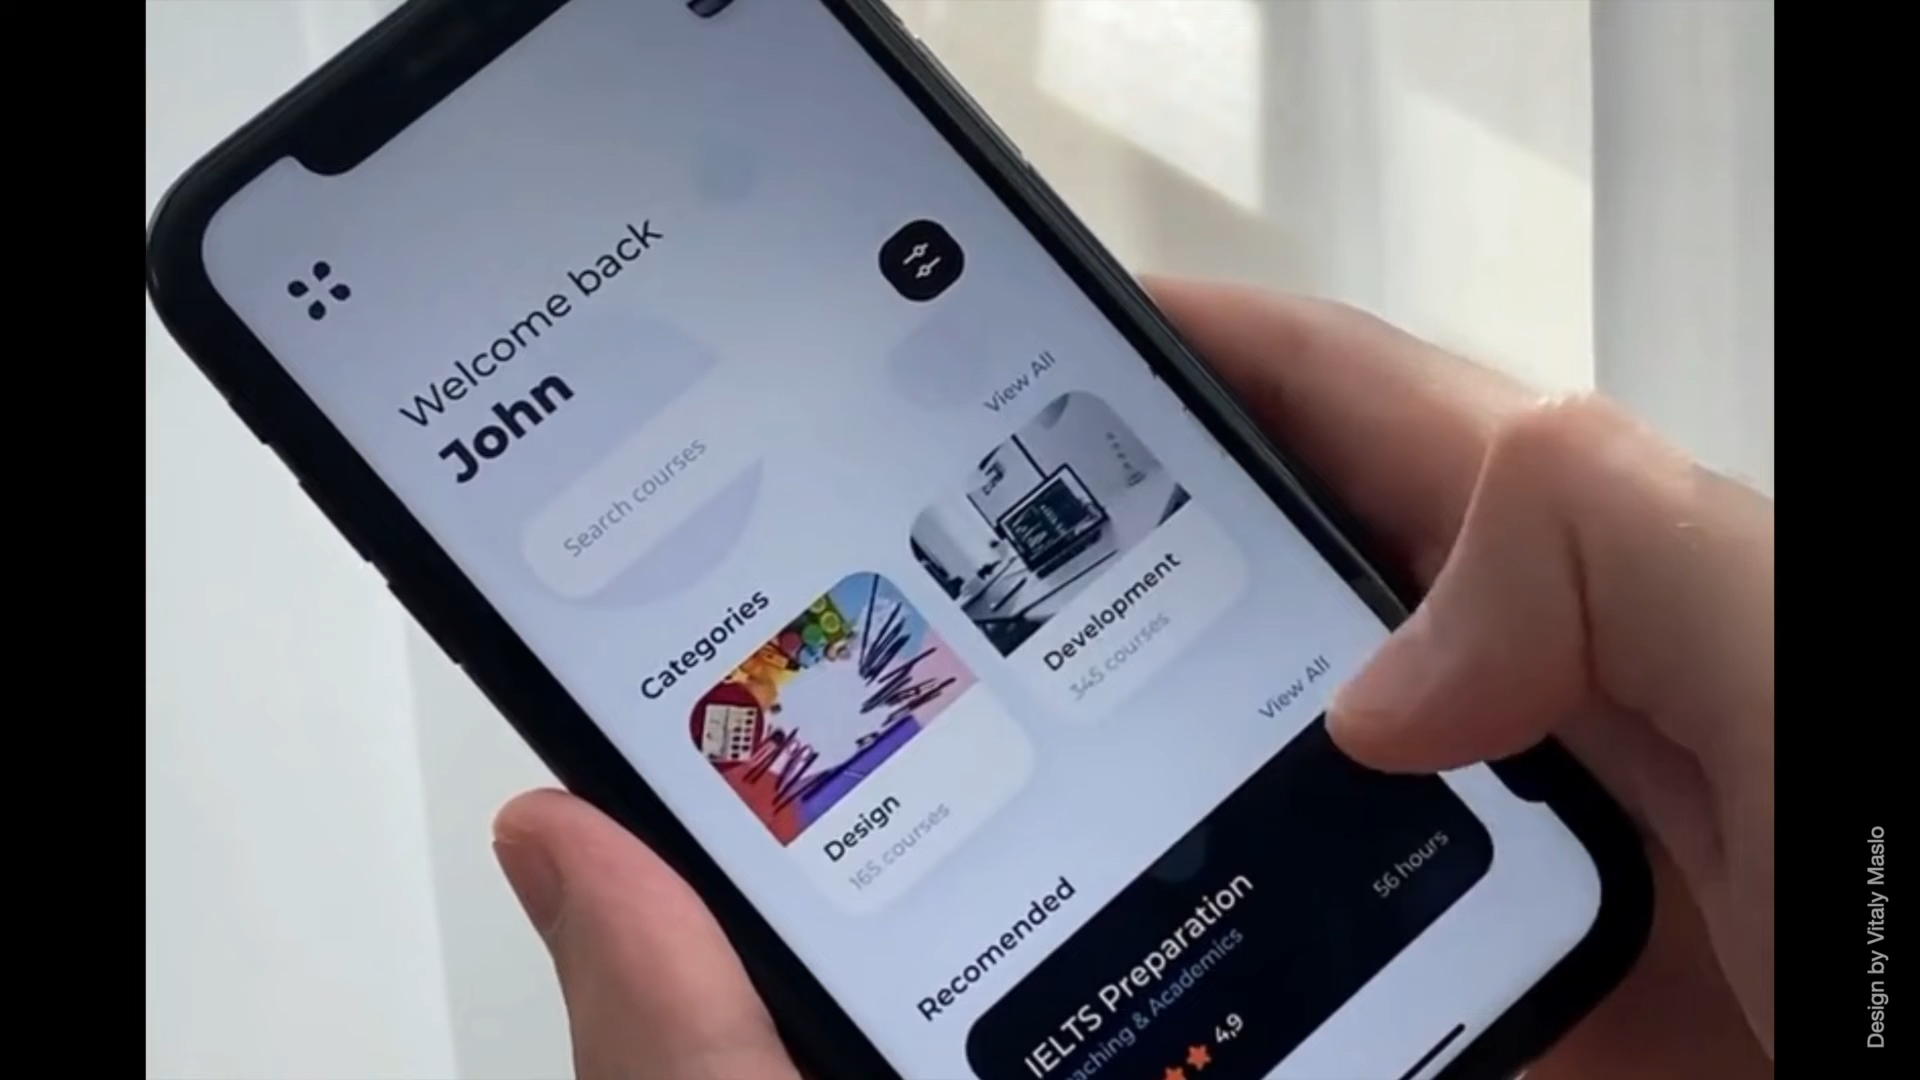 Welcome back
John
Search courses
Categories
View All
Design
165 courses
Development
345 courses
Recomended
View All
IELTS Preparation
& Academics
56 hours
4,9
Design by Vitaly Maslo